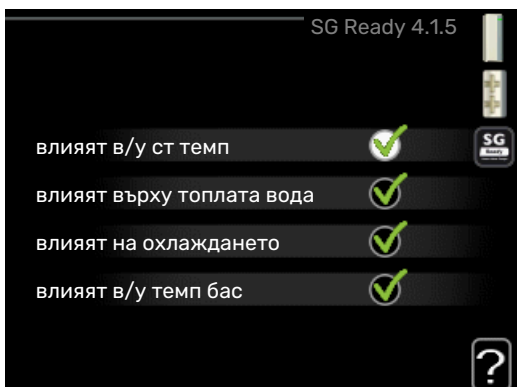 SG Ready 4.1.5
SG
Ready
влияят в/у ст темп
влияят върху топлата вода
влияят на охлаждането
влияят в/у темп бас
?